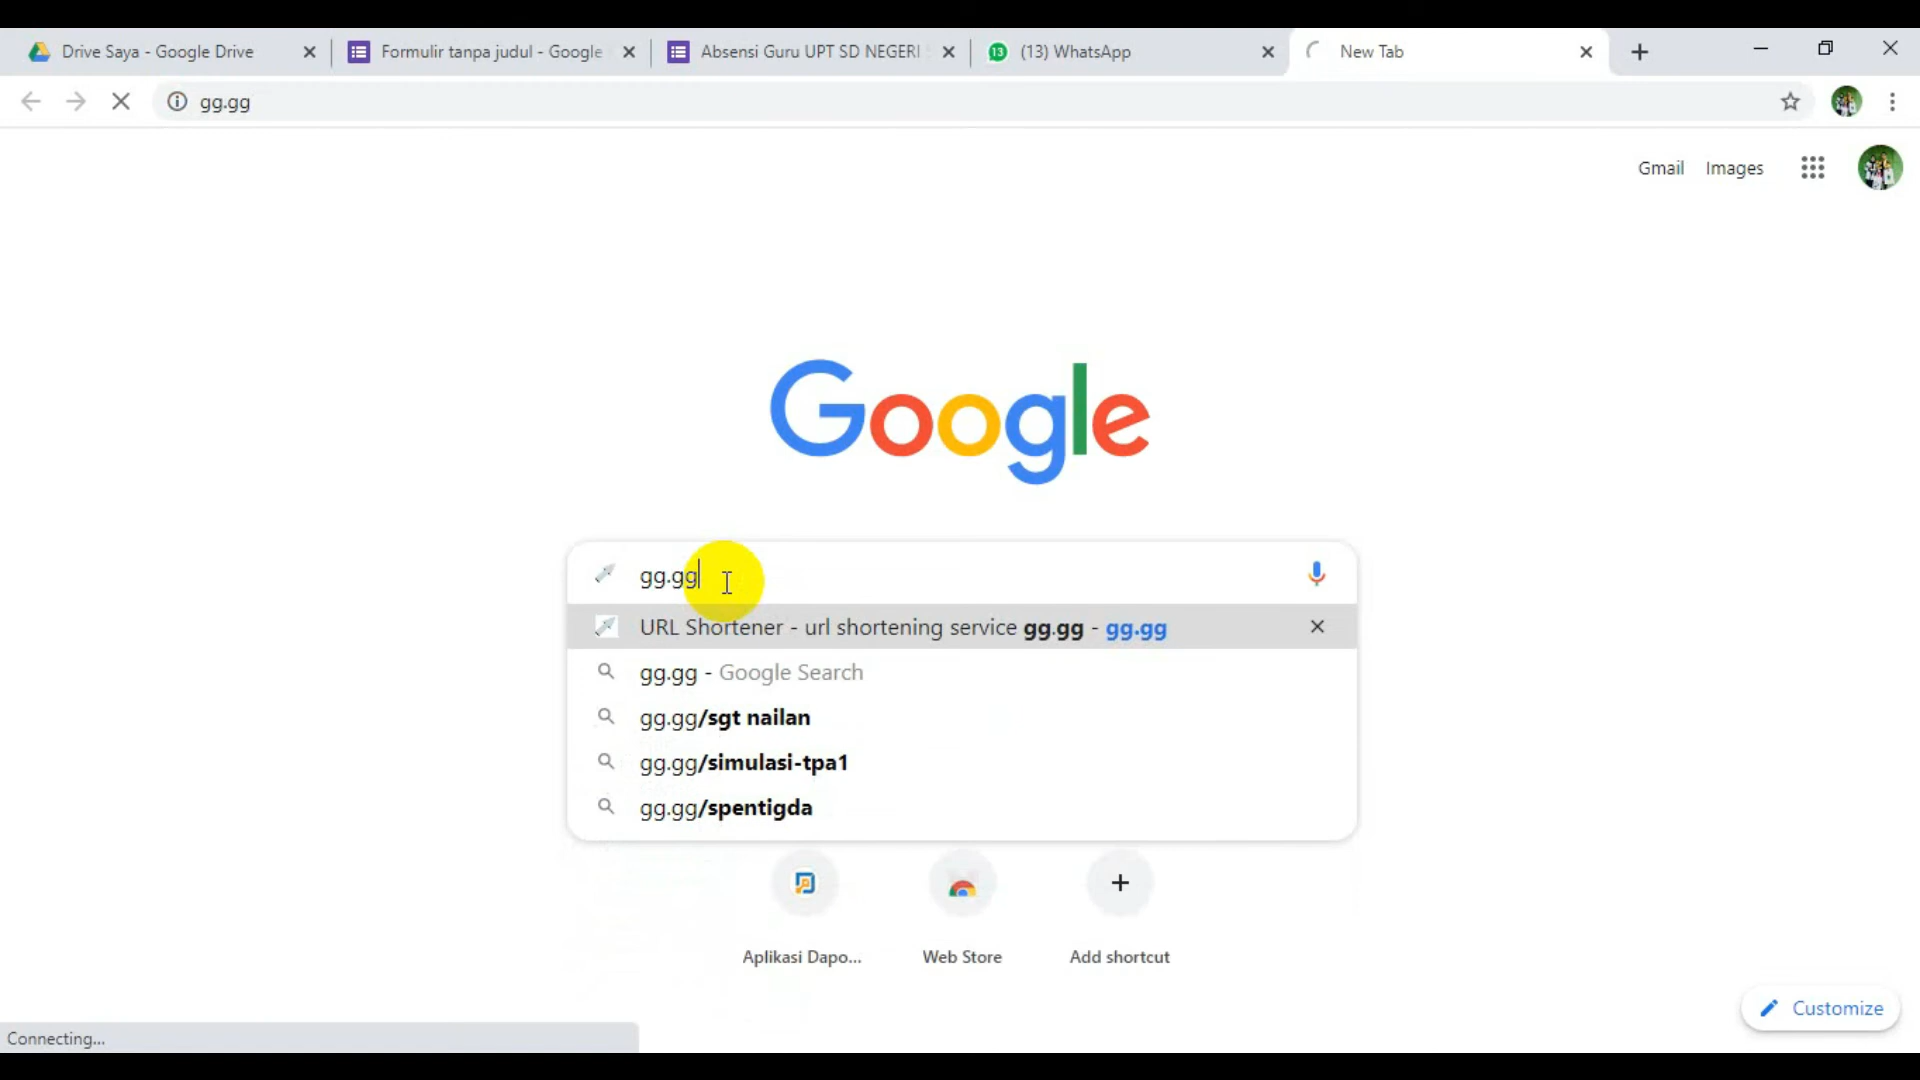 Drive Saya - Google Drive
Formulir tanpa judul - Google
Absensi Guru UPT SD NEGERI
13
(13) WhatsApp
New Tab
gg.gg
Gmail
Images
Google
gg.gg
URL Shortener - url shortening service gg.gg - gg.gg
gg.gg - Google Search
gg.gg/sgt nailan
gg.gg/simulasi-tpa1
gg.gg/spentigda
Aplikasi Dapo...
Web Store
Add shortcut
Customize
Connecting...